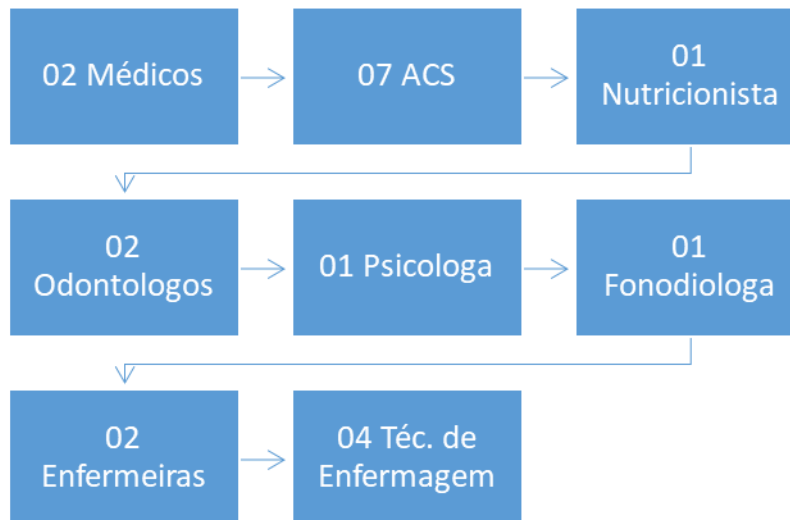 02 Médicos
07 ACS
01
Nutricionista
02
Odontologos
01 Psicologa
01
Fonodiologa
02
Enfermeiras
04 Téc. de
Enfermagem